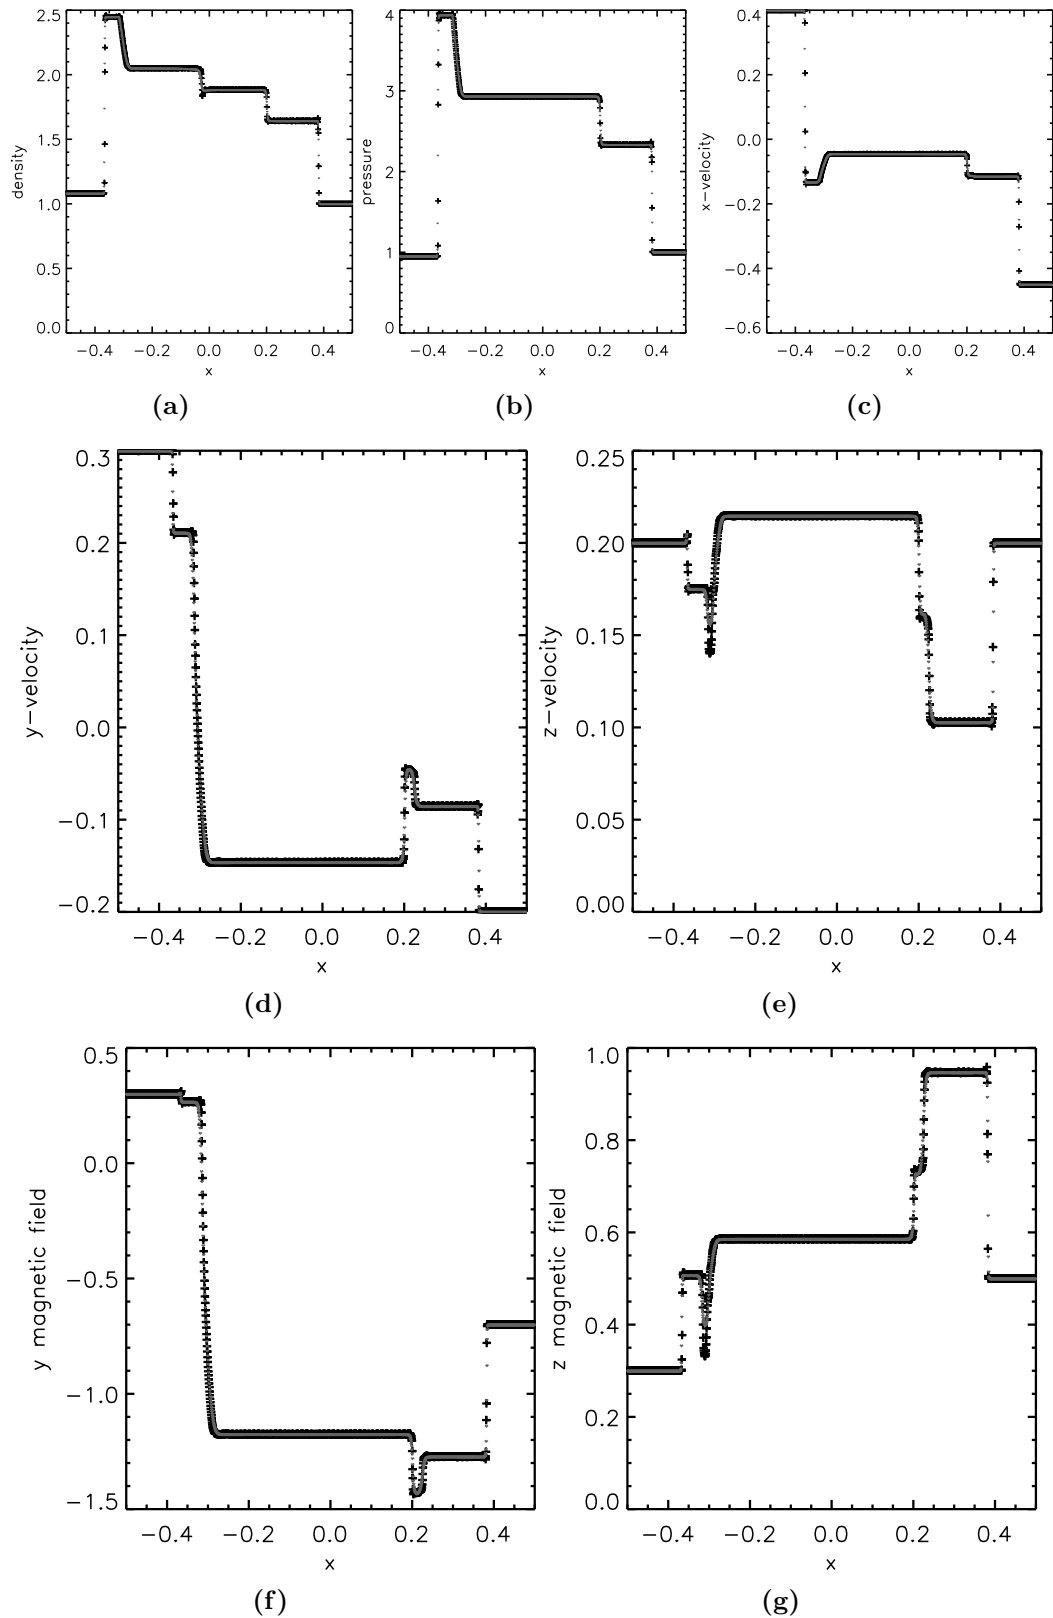 2.5
2.0
1.5
1.0
0.5
0.0
density
−0.4 −0.2 0.0 0.2 0.4
x
(a)
4
3
2
1
0
pressure
−0.4 −0.2 0.0 0.2 0.4
x
(b)
0.4
0.2
0.0
−0.2
−0.4
−0.6
x−velocity
−0.4 −0.2 0.0 0.2 0.4
x
(c)
0.3
0.2
0.1
0.0
−0.1
−0.2
y−velocity
−0.4 −0.2 0.0 0.2 0.4
x
(d)
0.25
0.20
0.15
0.10
0.05
0.00
z−velocity
−0.4 −0.2 0.0 0.2 0.4
x
(e)
0.5
0.0
−0.5
−1.0
−1.5
y magnetic field
−0.4 −0.2 0.0 0.2 0.4
x
(f)
1.0
0.8
0.6
0.4
0.2
0.0
z magnetic field
−0.4 −0.2 0.0 0.2 0.4
x
(g)